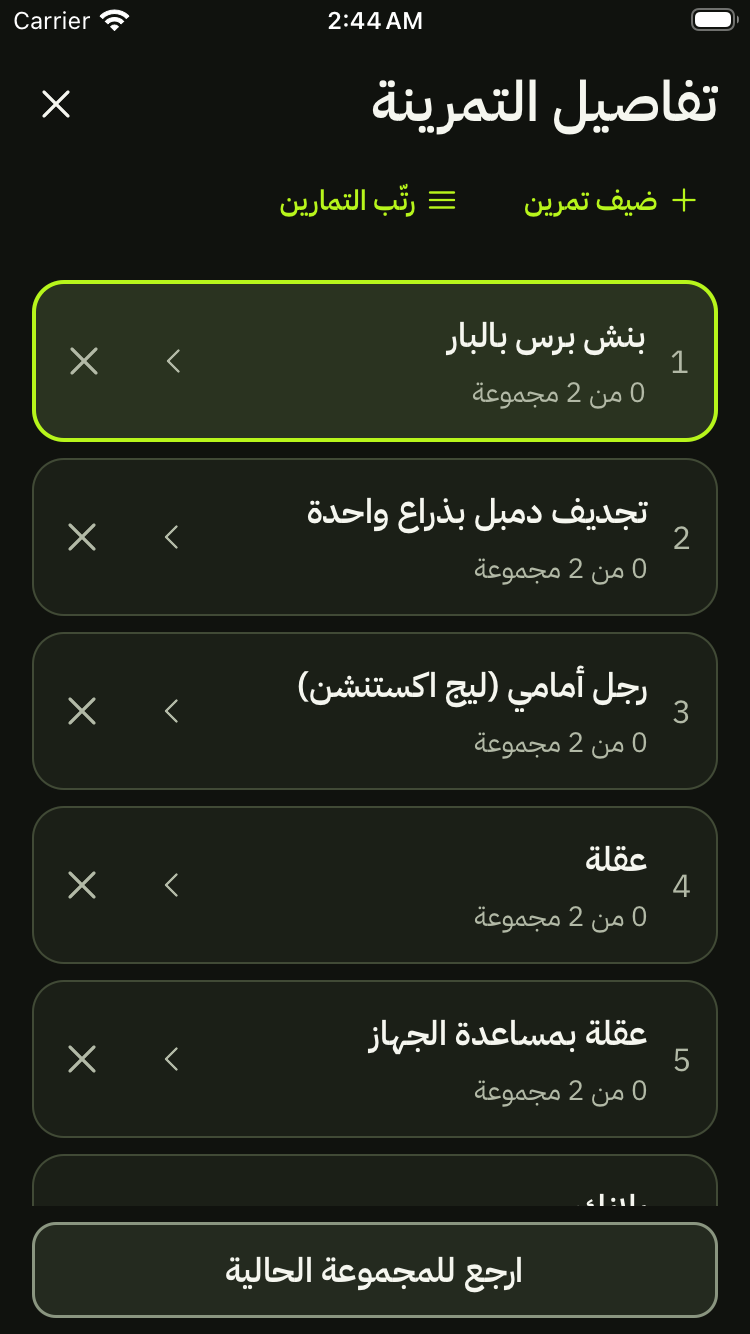 Carrier 2:44 AM
تفاصيل التمرينة
ضيف تمرين
رتّب التمارين
1
بنش برس بالبار
0 من 2 مجموعة
2
تجديف دمبل بذراع واحدة
0 من 2 مجموعة
3
رجل أمامي (ليج اكستنشن)
0 من 2 مجموعة
4
عقلة
0 من 2 مجموعة
5
عقلة بمساعدة الجهاز
0 من 2 مجموعة
ارجع للمجموعة الحالية